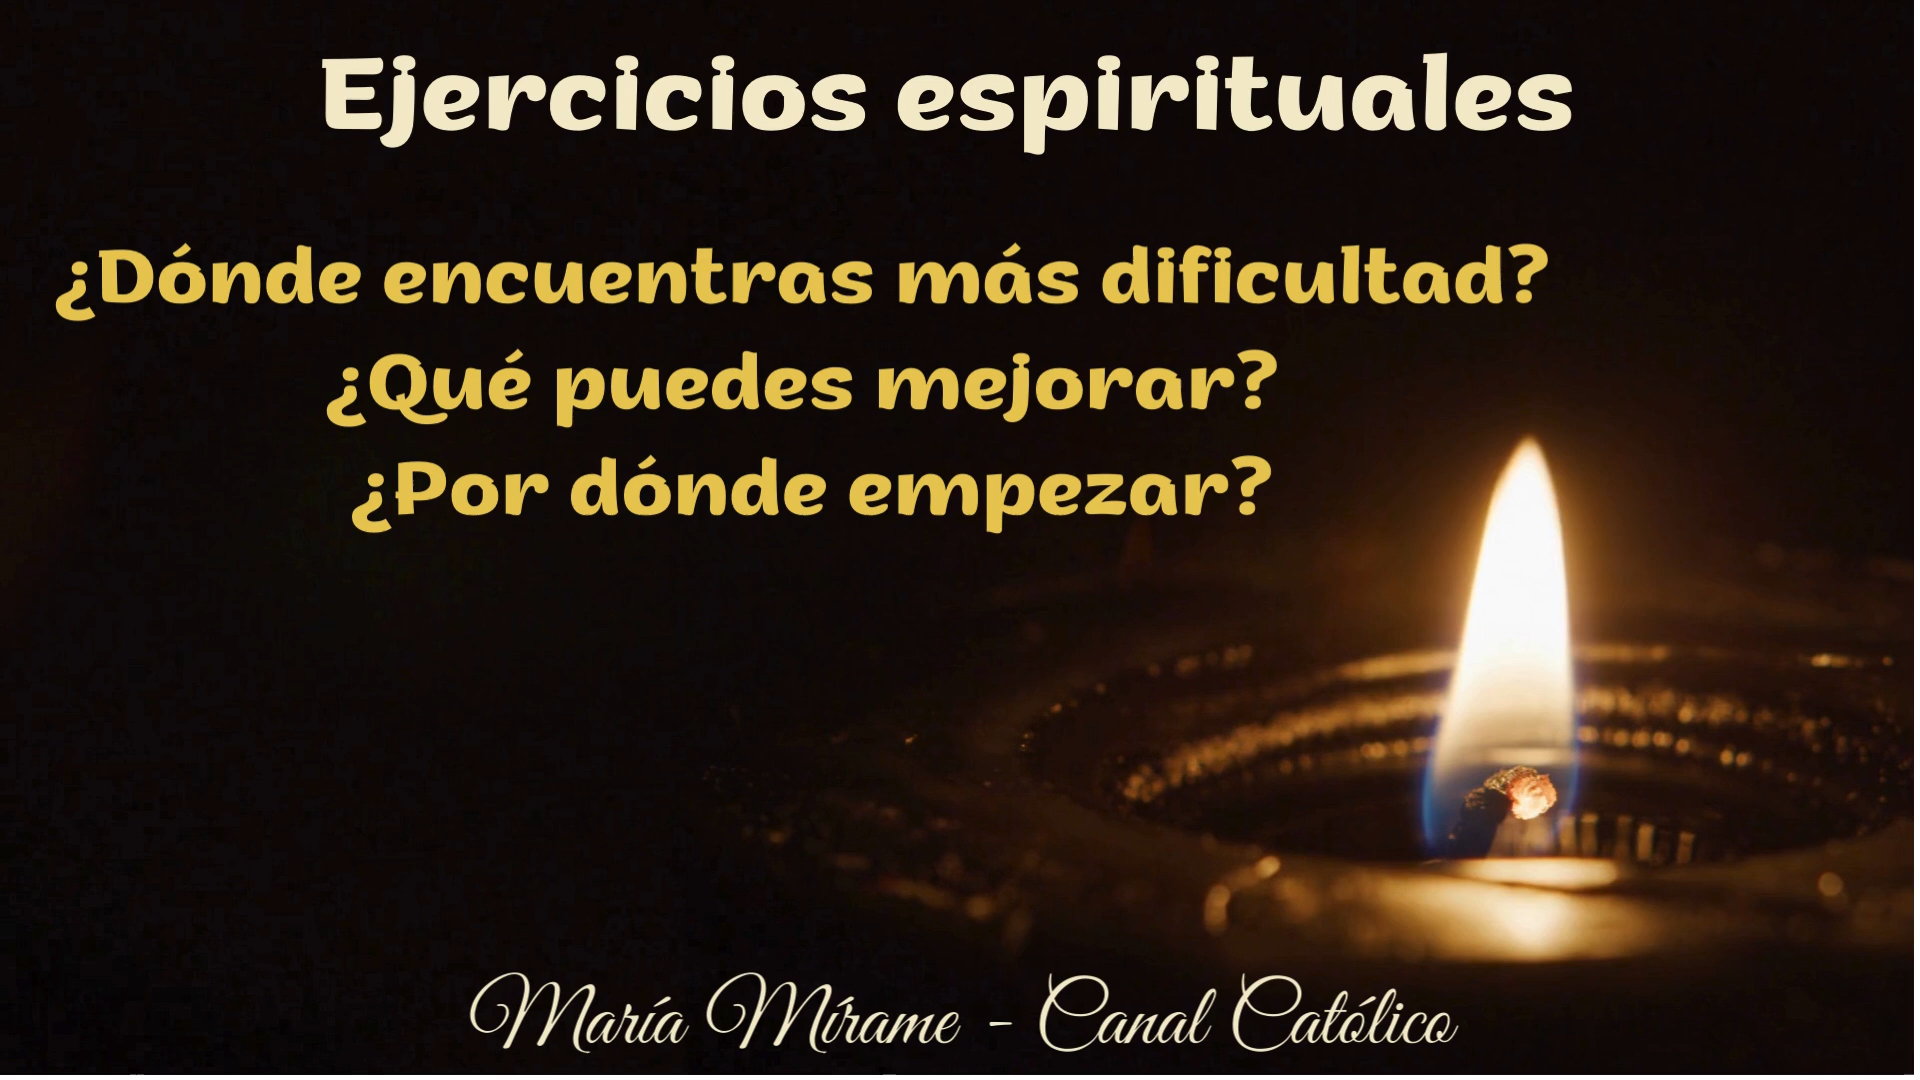 Ejercicios espirituales
¿Dónde encuentras más dificultad?
¿Qué puedes mejorar?
¿Por dónde empezar?
María Mírame - Canal Católico